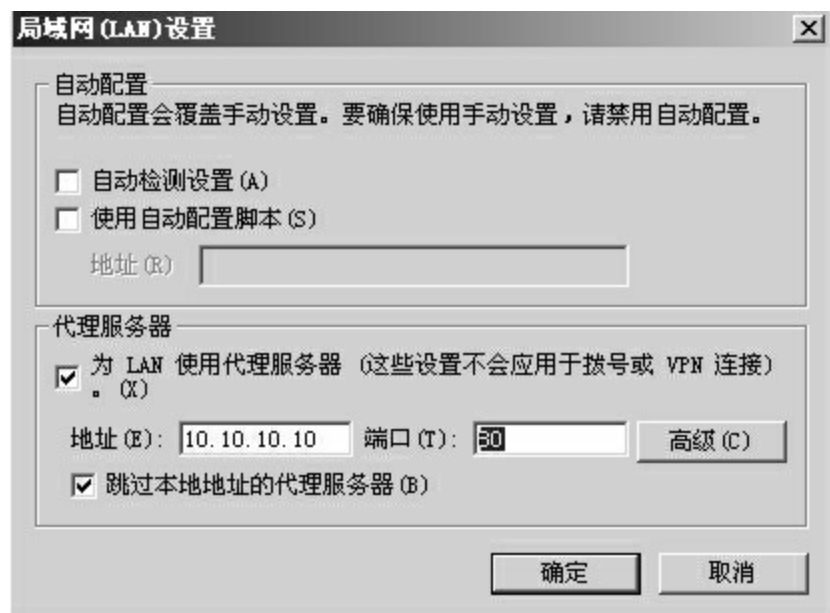 局域网(LAN)设置
自动配置
自动配置会覆盖手动设置。要确保使用手动设置，请禁用自动配置。
自动检测设置(A)
使用自动配置脚本(S)
地址(R)
代理服务器
为 LAN 使用代理服务器 (这些设置不会应用于拨号或 VPN 连接)
。(X)
地址(E): 10.10.10.10 端口(T): 80 高级(C)
跳过本地地址的代理服务器(B)
确定 取消